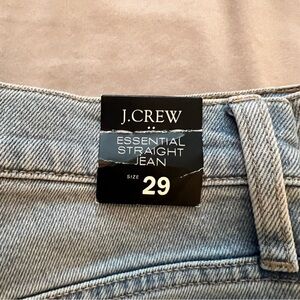 J.CREW
ESSENTIAL
STRAIGHT
JEAN
SIZE 29